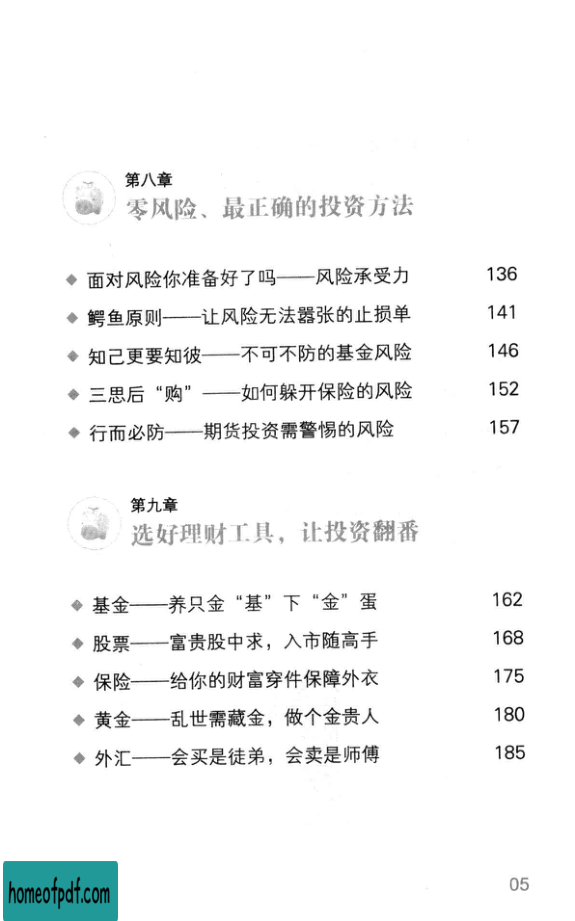 第八章
零风险、最正确的投资方法
面对风险你准备好了吗——风险承受力 136
鳄鱼原则——让风险无法嚣张的止损单 141
知己更要知彼——不可不防的基金风险 146
三思后“购”——如何躲开保险的风险 152
行而必防——期货投资需警惕的风险 157
第九章
选好理财工具，让投资翻番
基金——养只金“基”下“金”蛋 162
股票——富贵股中求，入市随高手 168
保险——给你的财富穿件保障外衣 175
黄金——乱世需藏金，做个金贵人 180
外汇——会买是徒弟，会卖是师傅 185
05
homeofpdf.com